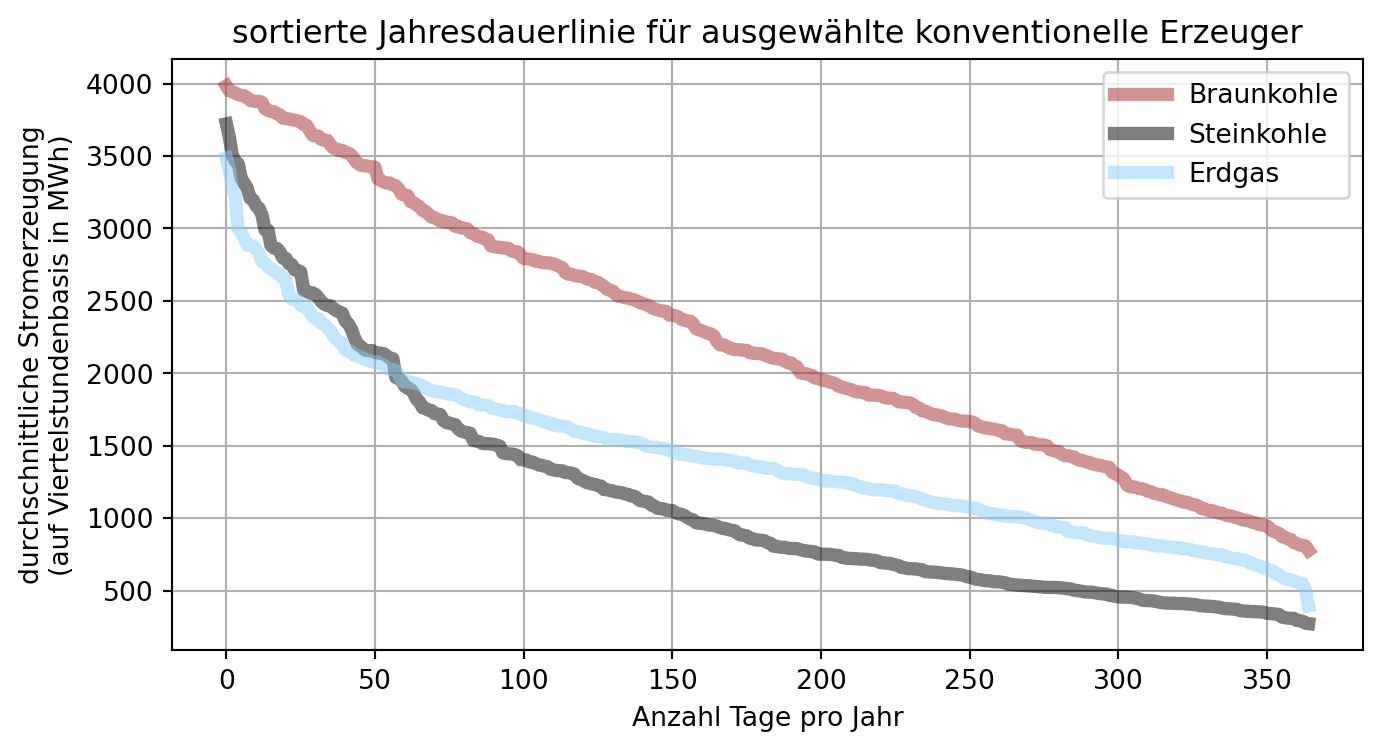 sortierte Jahresdauerlinie für ausgewählte konventionelle Erzeuger
durchschnittliche Stromerzeugung
(auf Viertelstundenbasis in MWh)
4000
3500
3000
2500
2000
1500
1000
500
Braunkohle
Steinkohle
Erdgas
0 50 100 150 200 250 300 350
Anzahl Tage pro Jahr